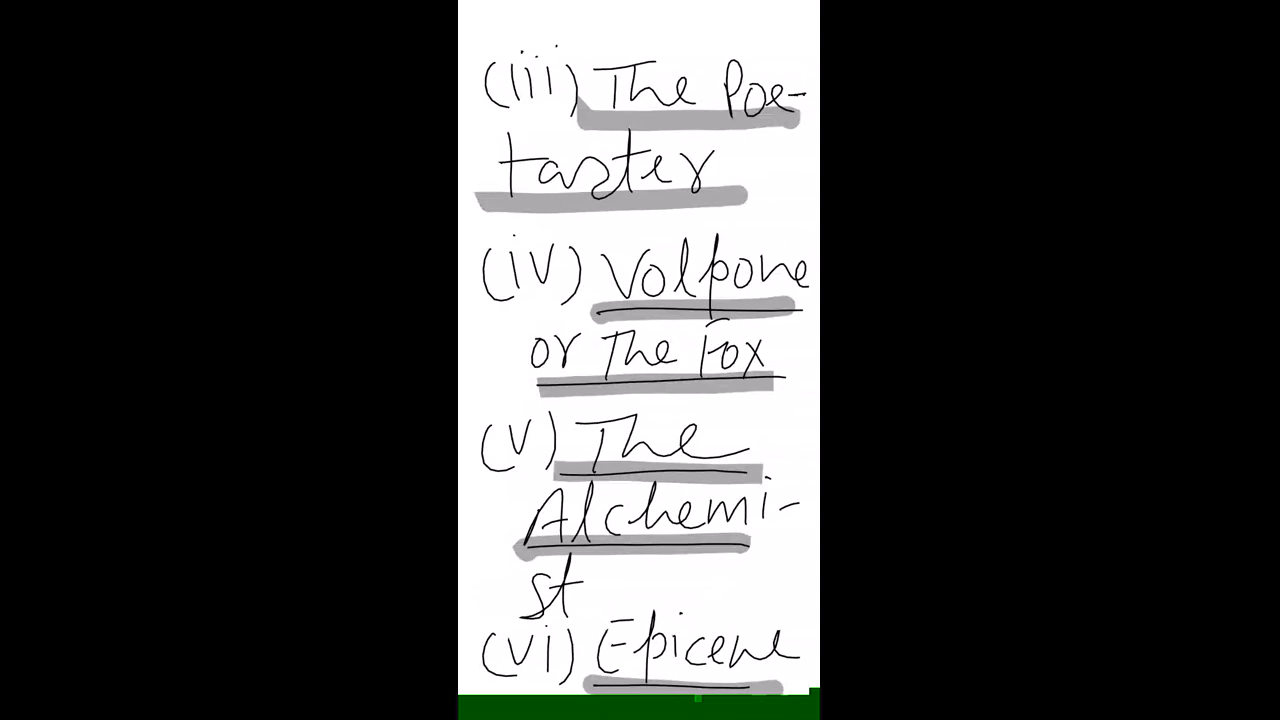 (iii) The Poe-
taster
(iv) Volpone
or The Fox
(v) The
Alchemi-
st
(vi) Epicene